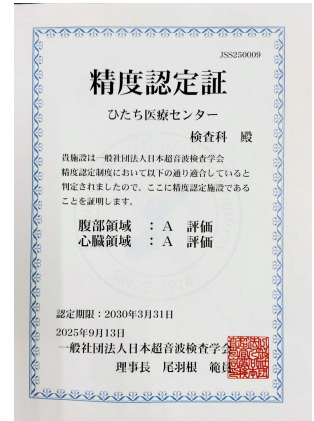 JSS250009
精度認定証
ひたち医療センター
検査科 殿
貴施設は一般社団法人日本超音波検査学会
精度認定制度において以下の通り適合していると
判定されましたので、ここに精度認定施設である
ことを証明します。
腹部領域 : A 評価
心臓領域 : A 評価
認定期限:2030年3月31日
2025年9月13日
一般社団法人日本超音波検査学会
理事長 尾羽根 範員